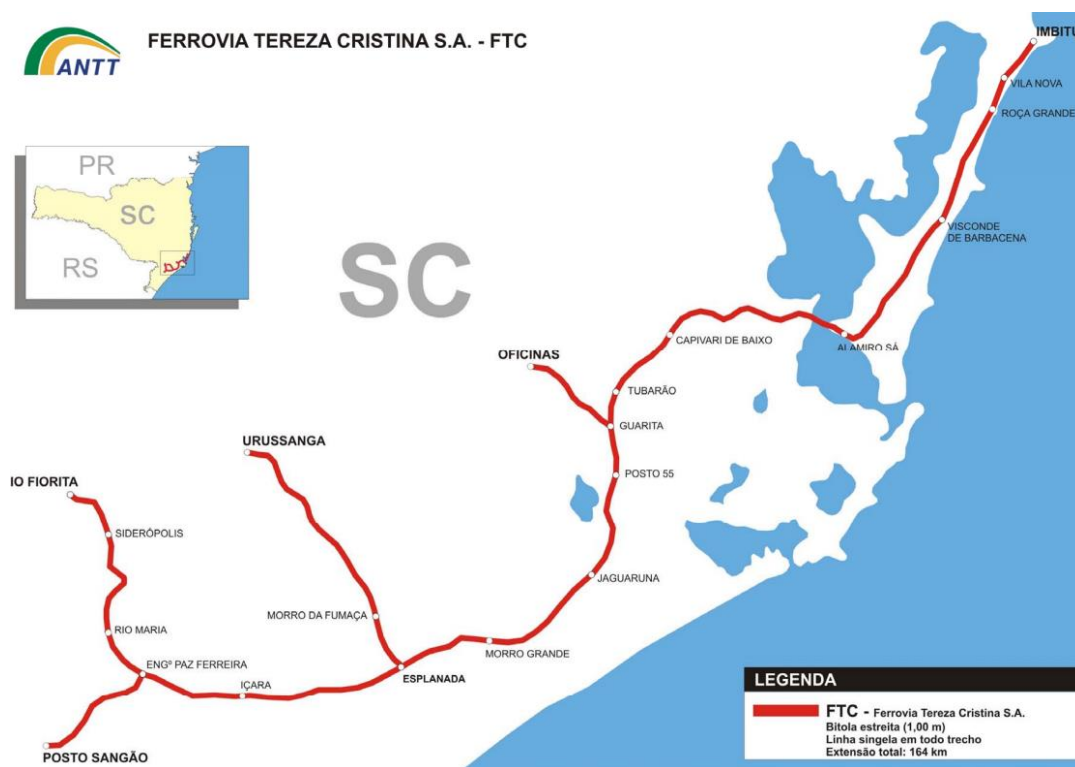 ANTT
FERROVIA TEREZA CRISTINA S.A. - FTC
PR
SC
RS
SC
IMBITU
VILA NOVA
ROÇA GRANDE
VISCONDE
DE BARBACENA
ALAMIRO SÁ
CAPIVARI DE BAIXO
OFICINAS
TUBARÃO
GUARITA
URUSSANGA
POSTO 55
IO FIORITA
SIDERÓPOLIS
JAGUARUNA
MORRO DA FUMAÇA
RIO MARIA
MORRO GRANDE
ENGº PAZ FERREIRA
ESPLANADA
IÇARA
POSTO SANGÃO
LEGENDA
FTC - Ferrovia Tereza Cristina S.A.
Bitola estreita (1,00 m)
Linha singela em todo trecho
Extensão total: 164 km